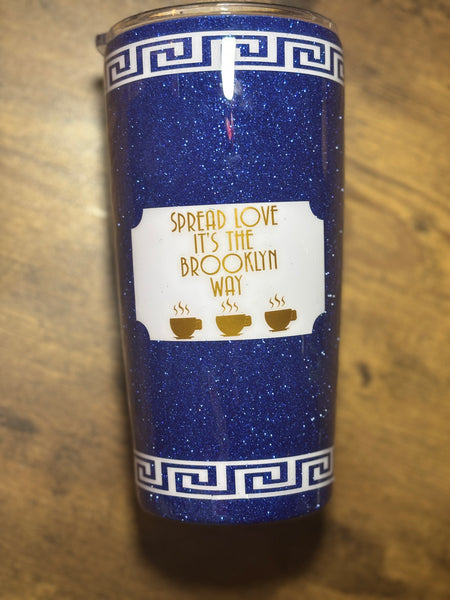 SPREAD LOVE
IT'S THE
BROOKLYN
WAY